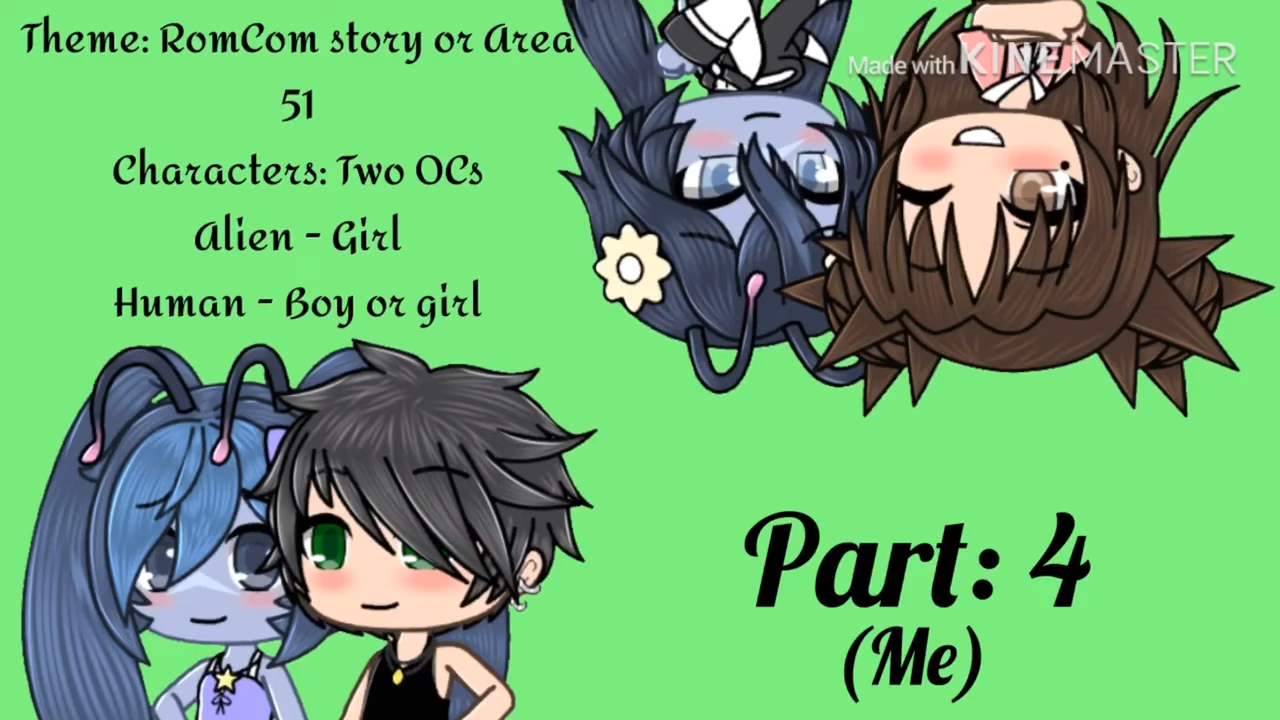 Theme: RomCom story or Area
51
Characters: Two OCs
Alien - Girl
Human - Boy or girl
Made with KINEMASTER
Part: 4
(Me)